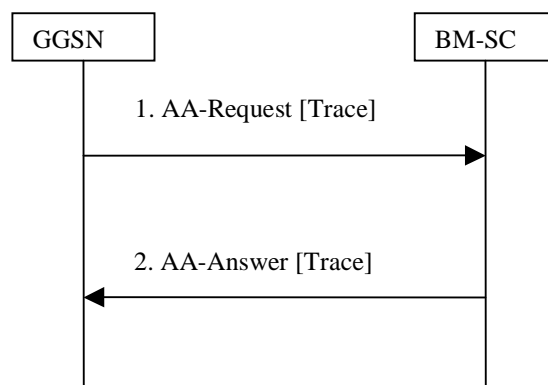 GGSN
BM-SC
1. AA-Request [Trace]
2. AA-Answer [Trace]